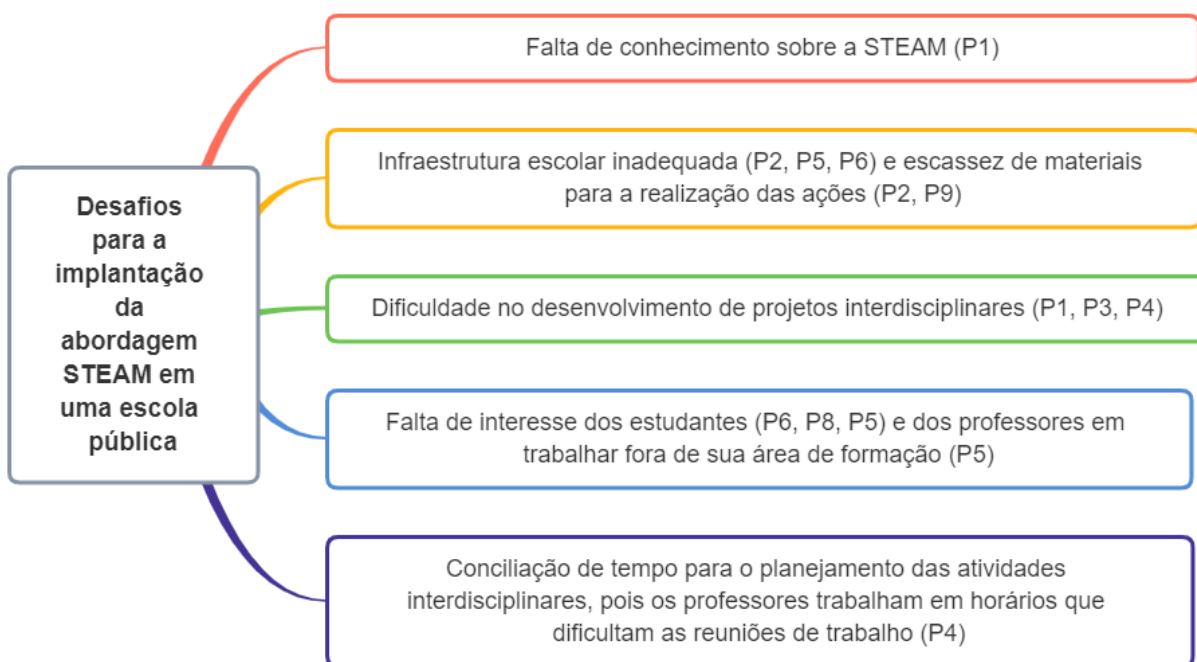 Desafios
para a
implantação
da
abordagem
STEAM em
uma escola
pública
Falta de conhecimento sobre a STEAM (P1)
Infraestrutura escolar inadequada (P2, P5, P6) e escassez de materiais
para a realização das ações (P2, P9)
Dificuldade no desenvolvimento de projetos interdisciplinares (P1, P3, P4)
Falta de interesse dos estudantes (P6, P8, P5) e dos professores em
trabalhar fora de sua área de formação (P5)
Conciliação de tempo para o planejamento das atividades
interdisciplinares, pois os professores trabalham em horários que
dificultam as reuniões de trabalho (P4)